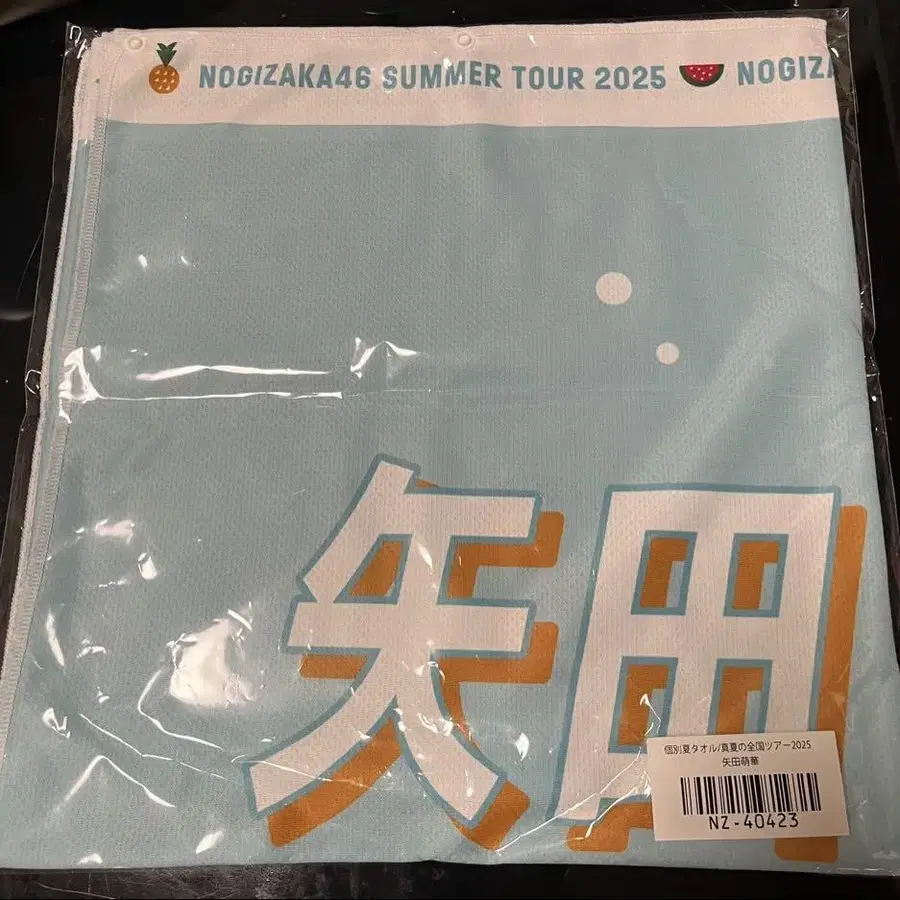 NOGIZAKA46 SUMMER TOUR 2025 NOGIZA
矢田
個別夏タオル/真夏の全国ツアー2025
矢田萌華
NZ-40423